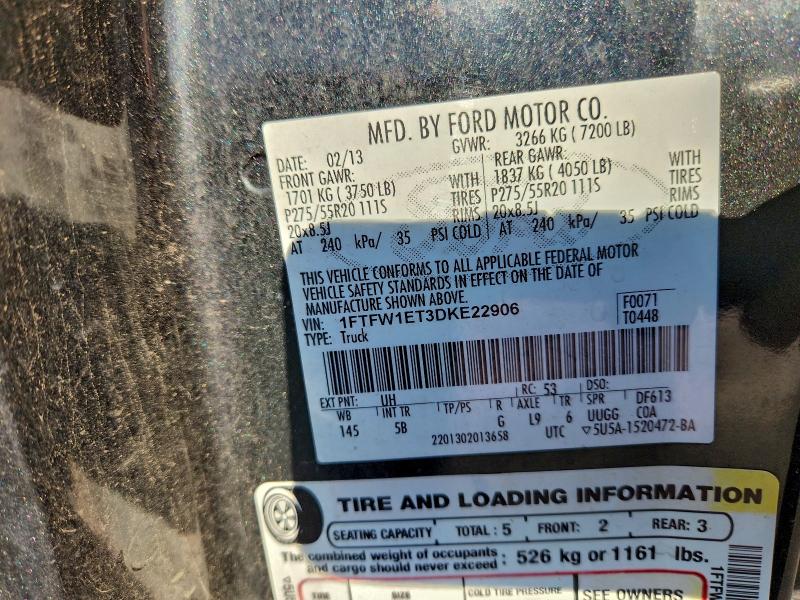 MFD. BY FORD MOTOR CO.
DATE: 02/13 GVWR: 3266 KG ( 7200 LB)
FRONT GAWR: REAR GAWR:
1701 KG ( 3750 LB) WITH 1837 KG ( 4050 LB) WITH
P275/55R20 111S TIRES P275/55R20 111S TIRES
20x8.5J RIMS 20x8.5J RIMS
AT 240 kPa/ 35 PSI COLD AT 240 kPa/ 35 PSI COLD
THIS VEHICLE CONFORMS TO ALL APPLICABLE FEDERAL MOTOR
VEHICLE SAFETY STANDARDS IN EFFECT ON THE DATE OF
MANUFACTURE SHOWN ABOVE.
VIN: 1FTFW1ET3DKE22906 F0071
TYPE: Truck T0448
EXT PNT: UH RC: 53 DSO:
WB INT TR TP/PS R AXLE TR SPR DF613
145 5B G L9 6 UUGG C0A
2201302013658 UTC ▽5U5A-1520472-BA
TIRE AND LOADING INFORMATION
SEATING CAPACITY TOTAL : 5 FRONT: 2 REAR: 3
The combined weight of occupants
and cargo should never exceed : 526 kg or 1161 lbs.
TIRE SIZE COLD TIRE PRESSURE SEE OWNERS
▽5U5
1FTFW